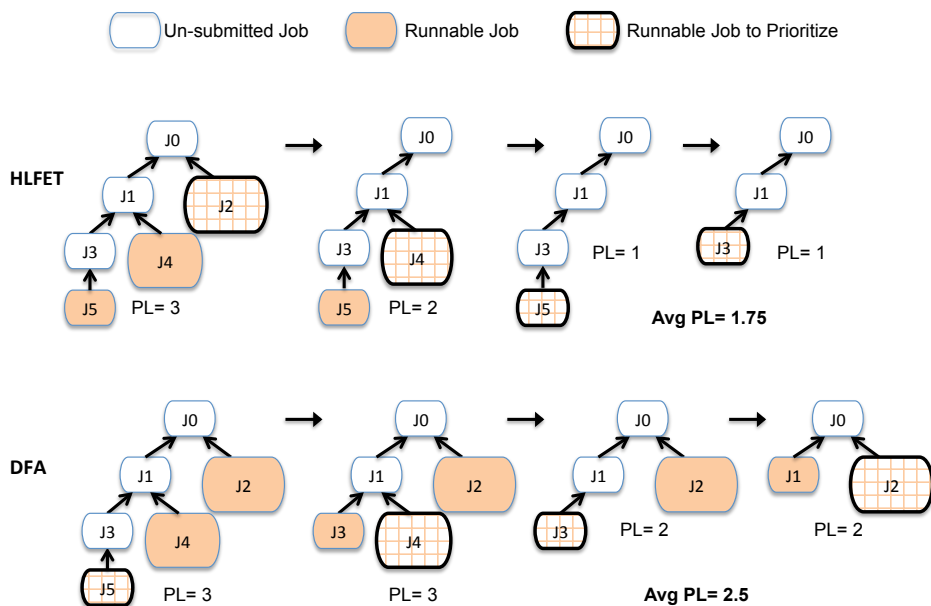 Un-submitted Job
Runnable Job
Runnable Job to Prioritize
HLFET
J0
J1
J2
J3
J4
J5
PL= 3
J0
J1
J3
J4
J5
PL= 2
J0
J1
J3
PL= 1
J5
J0
J1
J3
PL= 1
Avg PL= 1.75
DFA
J0
J1
J2
J3
J4
J5
PL= 3
J0
J1
J2
J3
J4
PL= 3
J0
J1
J2
J3
PL= 2
J0
J1
J2
PL= 2
Avg PL= 2.5